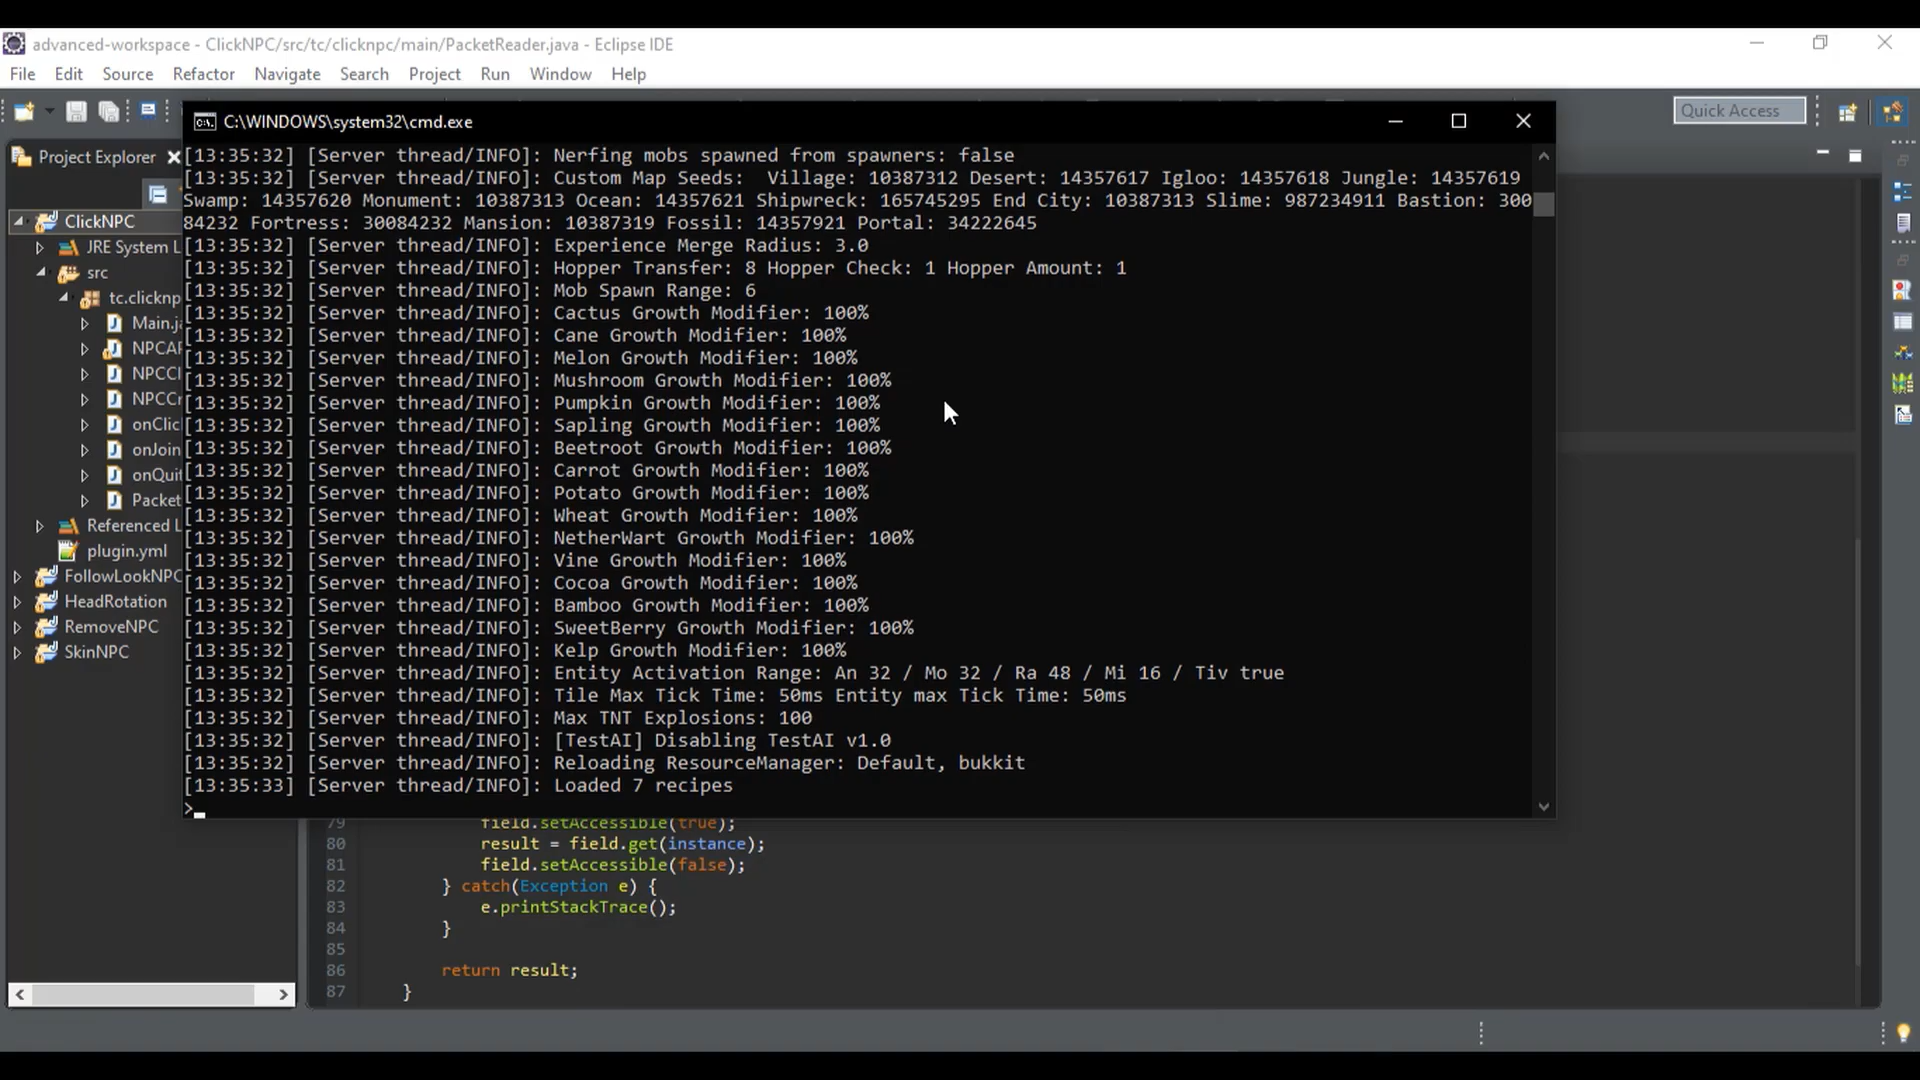 advanced-workspace - ClickNPC/src/tc/clicknpc/main/PacketReader.java - Eclipse IDE
File Edit Source Refactor Navigate Search Project Run Window Help
Quick Access
C:\WINDOWS\system32\cmd.exe
Project Explorer
[13:35:32] [Server thread/INFO]: Nerfing mobs spawned from spawners: false
[13:35:32] [Server thread/INFO]: Custom Map Seeds:  Village: 10387312 Desert: 14357617 Igloo: 14357618 Jungle: 14357619
Swamp: 14357620 Monument: 10387313 Ocean: 14357621 Shipwreck: 165745295 End City: 10387313 Slime: 987234911 Bastion: 300
84232 Fortress: 30084232 Mansion: 10387319 Fossil: 14357921 Portal: 34222645
[13:35:32] [Server thread/INFO]: Experience Merge Radius: 3.0
[13:35:32] [Server thread/INFO]: Hopper Transfer: 8 Hopper Check: 1 Hopper Amount: 1
[13:35:32] [Server thread/INFO]: Mob Spawn Range: 6
[13:35:32] [Server thread/INFO]: Cactus Growth Modifier: 100%
[13:35:32] [Server thread/INFO]: Cane Growth Modifier: 100%
[13:35:32] [Server thread/INFO]: Melon Growth Modifier: 100%
[13:35:32] [Server thread/INFO]: Mushroom Growth Modifier: 100%
[13:35:32] [Server thread/INFO]: Pumpkin Growth Modifier: 100%
[13:35:32] [Server thread/INFO]: Sapling Growth Modifier: 100%
[13:35:32] [Server thread/INFO]: Beetroot Growth Modifier: 100%
[13:35:32] [Server thread/INFO]: Carrot Growth Modifier: 100%
[13:35:32] [Server thread/INFO]: Potato Growth Modifier: 100%
[13:35:32] [Server thread/INFO]: Wheat Growth Modifier: 100%
[13:35:32] [Server thread/INFO]: NetherWart Growth Modifier: 100%
[13:35:32] [Server thread/INFO]: Vine Growth Modifier: 100%
[13:35:32] [Server thread/INFO]: Cocoa Growth Modifier: 100%
[13:35:32] [Server thread/INFO]: Bamboo Growth Modifier: 100%
[13:35:32] [Server thread/INFO]: SweetBerry Growth Modifier: 100%
[13:35:32] [Server thread/INFO]: Kelp Growth Modifier: 100%
[13:35:32] [Server thread/INFO]: Entity Activation Range: An 32 / Mo 32 / Ra 48 / Mi 16 / Tiv true
[13:35:32] [Server thread/INFO]: Tile Max Tick Time: 50ms Entity max Tick Time: 50ms
[13:35:32] [Server thread/INFO]: Max TNT Explosions: 100
[13:35:32] [Server thread/INFO]: [TestAI] Disabling TestAI v1.0
[13:35:32] [Server thread/INFO]: Reloading ResourceManager: Default, bukkit
[13:35:33] [Server thread/INFO]: Loaded 7 recipes
>
ClickNPC
JRE System L
src
tc.clicknp
Main.ja
NPCAP
NPCCl
NPCCr
onClic
onJoin
onQuit
Packet
Referenced L
plugin.yml
FollowLookNPC
HeadRotation
RemoveNPC
SkinNPC
79 field.setAccessible(true);
80 result = field.get(instance);
81 field.setAccessible(false);
82 } catch(Exception e) {
83 e.printStackTrace();
84 }
85
86 return result;
87 }